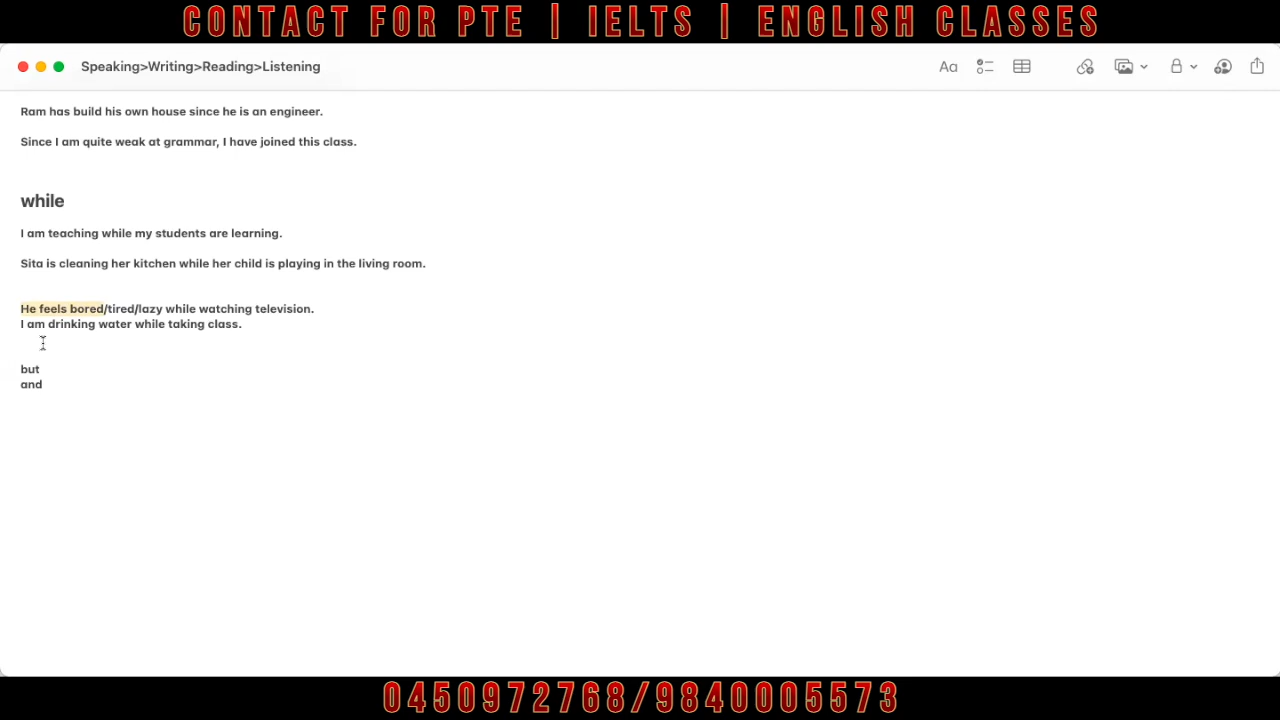 CONTACT FOR PTE | IELTS | ENGLISH CLASSES
Speaking>Writing>Reading>Listening
Aa
Ram has build his own house since he is an engineer.
Since I am quite weak at grammar, I have joined this class.
while
I am teaching while my students are learning.
Sita is cleaning her kitchen while her child is playing in the living room.
He feels bored/tired/lazy while watching television.
I am drinking water while taking class.
but
and
0450972768/9840005573